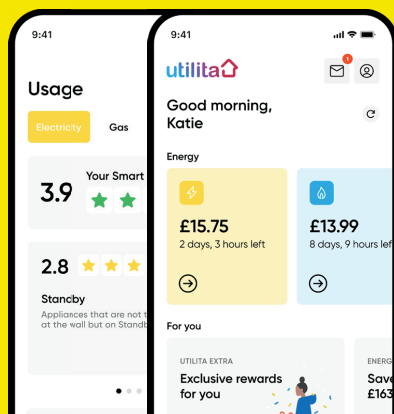 9:41
Usage
Electricity
Gas
3.9
Your Smart
2.8
Standby
Appliances that are not t
at the wall but on Standb
9:41
1
utilita
Good morning,
Katie
Energy
£15.75
2 days, 3 hours left
£13.99
8 days, 9 hours lef
For you
UTILITA EXTRA
Exclusive rewards
for you
ENERG
Save
£163